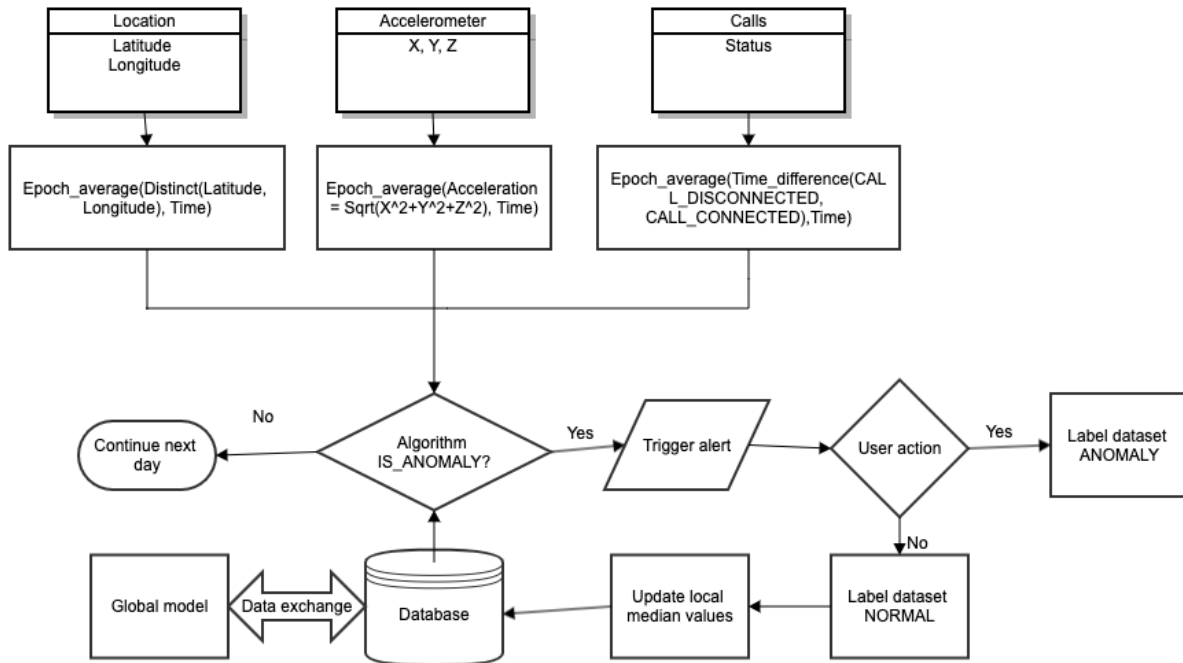 Location
Latitude
Longitude
Accelerometer
X, Y, Z
Calls
Status
Epoch_average(Distinct(Latitude,
Longitude), Time)
Epoch_average(Acceleration
= Sqrt(X^2+Y^2+Z^2), Time)
Epoch_average(Time_difference(CAL
L_DISCONNECTED,
CALL_CONNECTED),Time)
No
Continue next
day
Algorithm
IS_ANOMALY?
Yes
Trigger alert
User action
Yes
Label dataset
ANOMALY
No
Global model
Data exchange
Database
Update local
median values
Label dataset
NORMAL